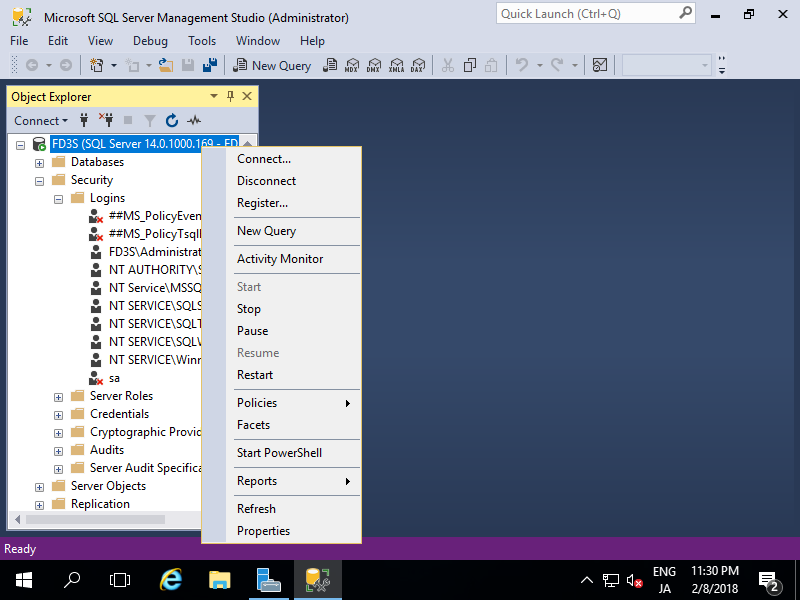 Microsoft SQL Server Management Studio (Administrator)
Quick Launch (Ctrl+Q)
File Edit View Debug Tools Window Help
New Query
MDX DMX XMLA DAX
Object Explorer
Connect
FD3S (SQL Server 14.0.1000.169 - FD
Databases
Security
Logins
##MS_PolicyEven
##MS_PolicyTsql
FD3S\Administrat
NT AUTHORITY\S
NT Service\MSSQ
NT SERVICE\SQLS
NT SERVICE\SQLT
NT SERVICE\SQLW
NT SERVICE\Winm
sa
Server Roles
Credentials
Cryptographic Provid
Audits
Server Audit Specifica
Server Objects
Replication
Connect...
Disconnect
Register...
New Query
Activity Monitor
Start
Stop
Pause
Resume
Restart
Policies
Facets
Start PowerShell
Reports
Refresh
Properties
Ready
ENG
JA
11:30 PM
2/8/2018
2